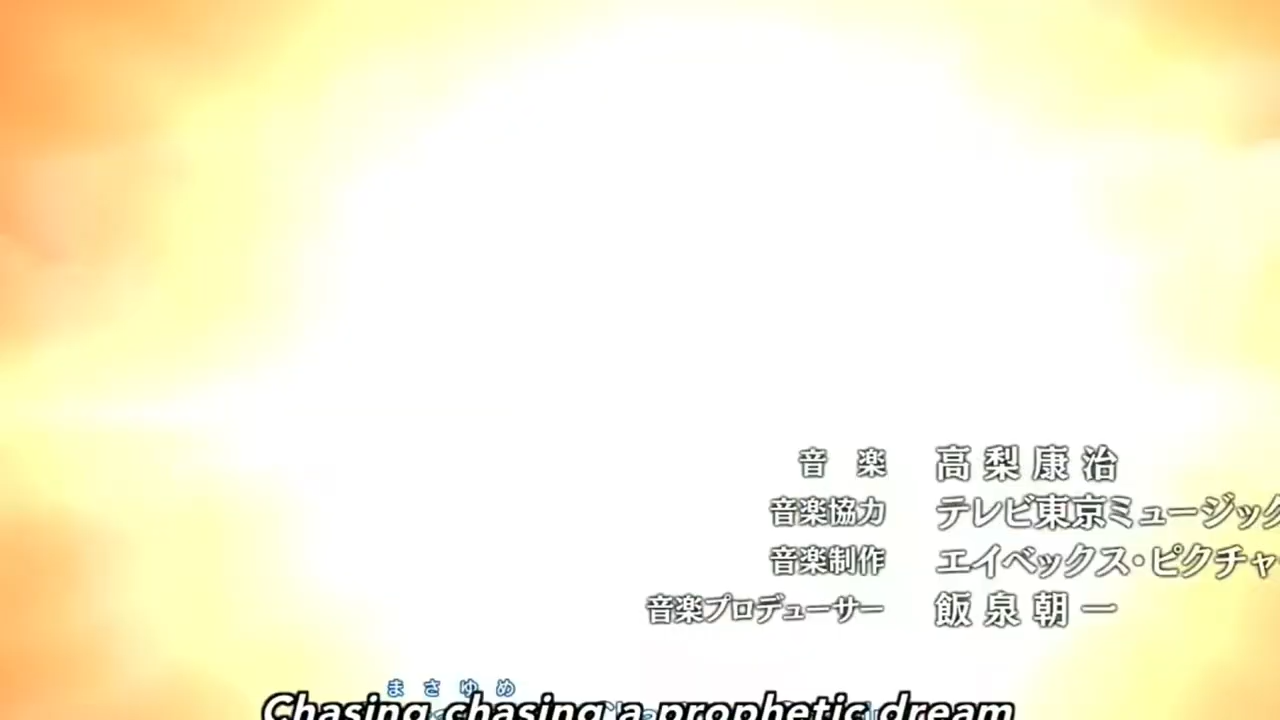 音 楽 高梨康治
音楽協力 テレビ東京ミュージック
音楽制作 エイベックス・ピクチャ
音楽プロデューサー 飯泉朝一
まさゆめ
Chasing chasing a prophetic dream